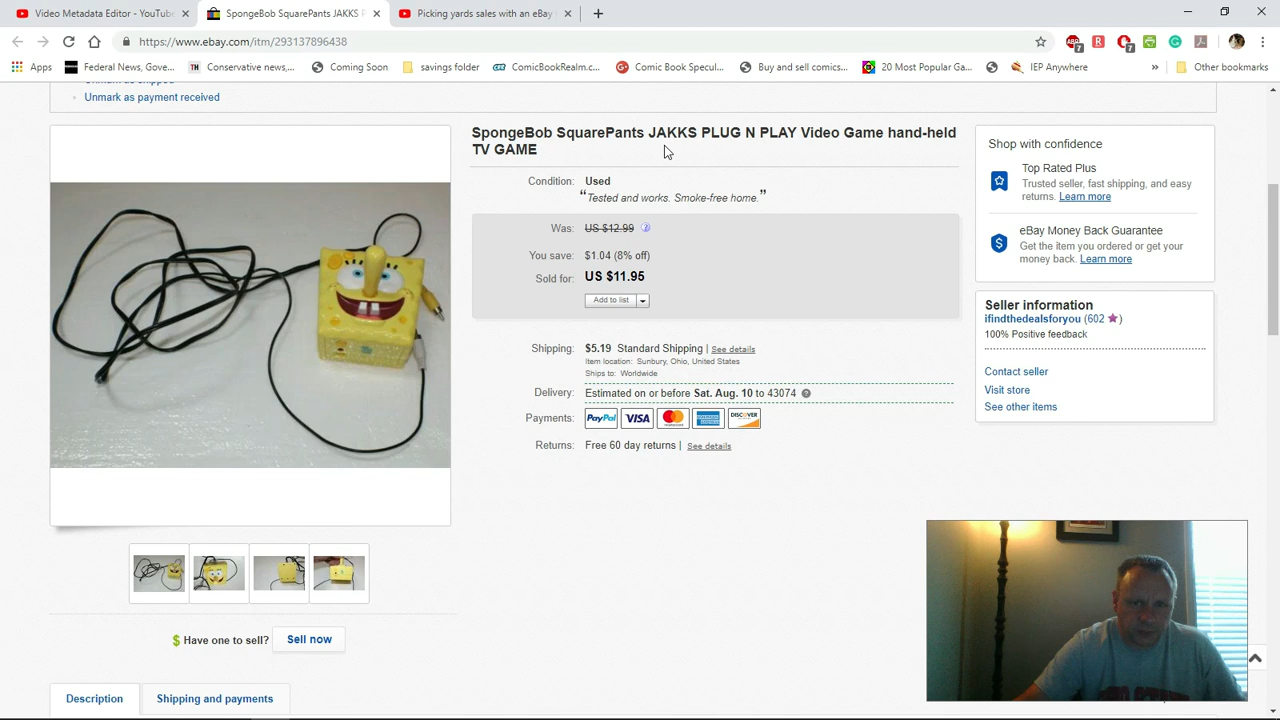 Video Metadata Editor - YouTube
SpongeBob SquarePants JAKKS P
Picking yards sales with an eBay
https://www.ebay.com/itm/293137896438
Apps
Federal News, Gove...
Conservative news,...
Coming Soon
savings folder
ComicBookRealm.c...
Comic Book Specul...
Buy and sell comics...
20 Most Popular Ga...
IEP Anywhere
»
Other bookmarks
Unmark as shipped
Unmark as payment received
SpongeBob SquarePants JAKKS PLUG N PLAY Video Game hand-held
TV GAME
Condition: Used
“Tested and works. Smoke-free home.”
Was: US $12.99
You save: $1.04 (8% off)
Sold for: US $11.95
Add to list
Shipping: $5.19 Standard Shipping | See details
Item location: Sunbury, Ohio, United States
Ships to: Worldwide
Delivery: Estimated on or before Sat. Aug. 10 to 43074
Payments: PayPal VISA MasterCard DISCOVER
Returns: Free 60 day returns | See details
Have one to sell? Sell now
Description
Shipping and payments
Shop with confidence
Top Rated Plus
Trusted seller, fast shipping, and easy
returns. Learn more
eBay Money Back Guarantee
Get the item you ordered or get your
money back. Learn more
Seller information
ifindthedealsforyou (602)
100% Positive feedback
Contact seller
Visit store
See other items